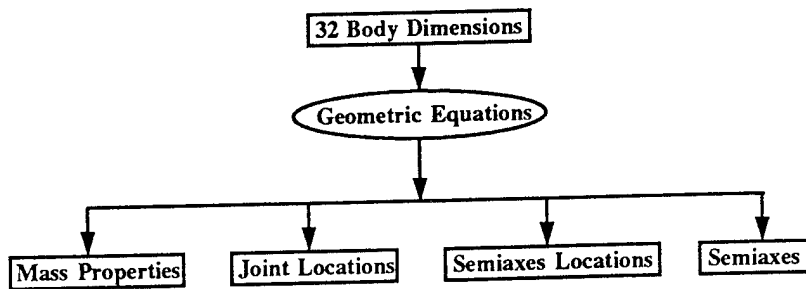 32 Body Dimensions
Geometric Equations
Mass Properties
Joint Locations
Semiaxes Locations
Semiaxes